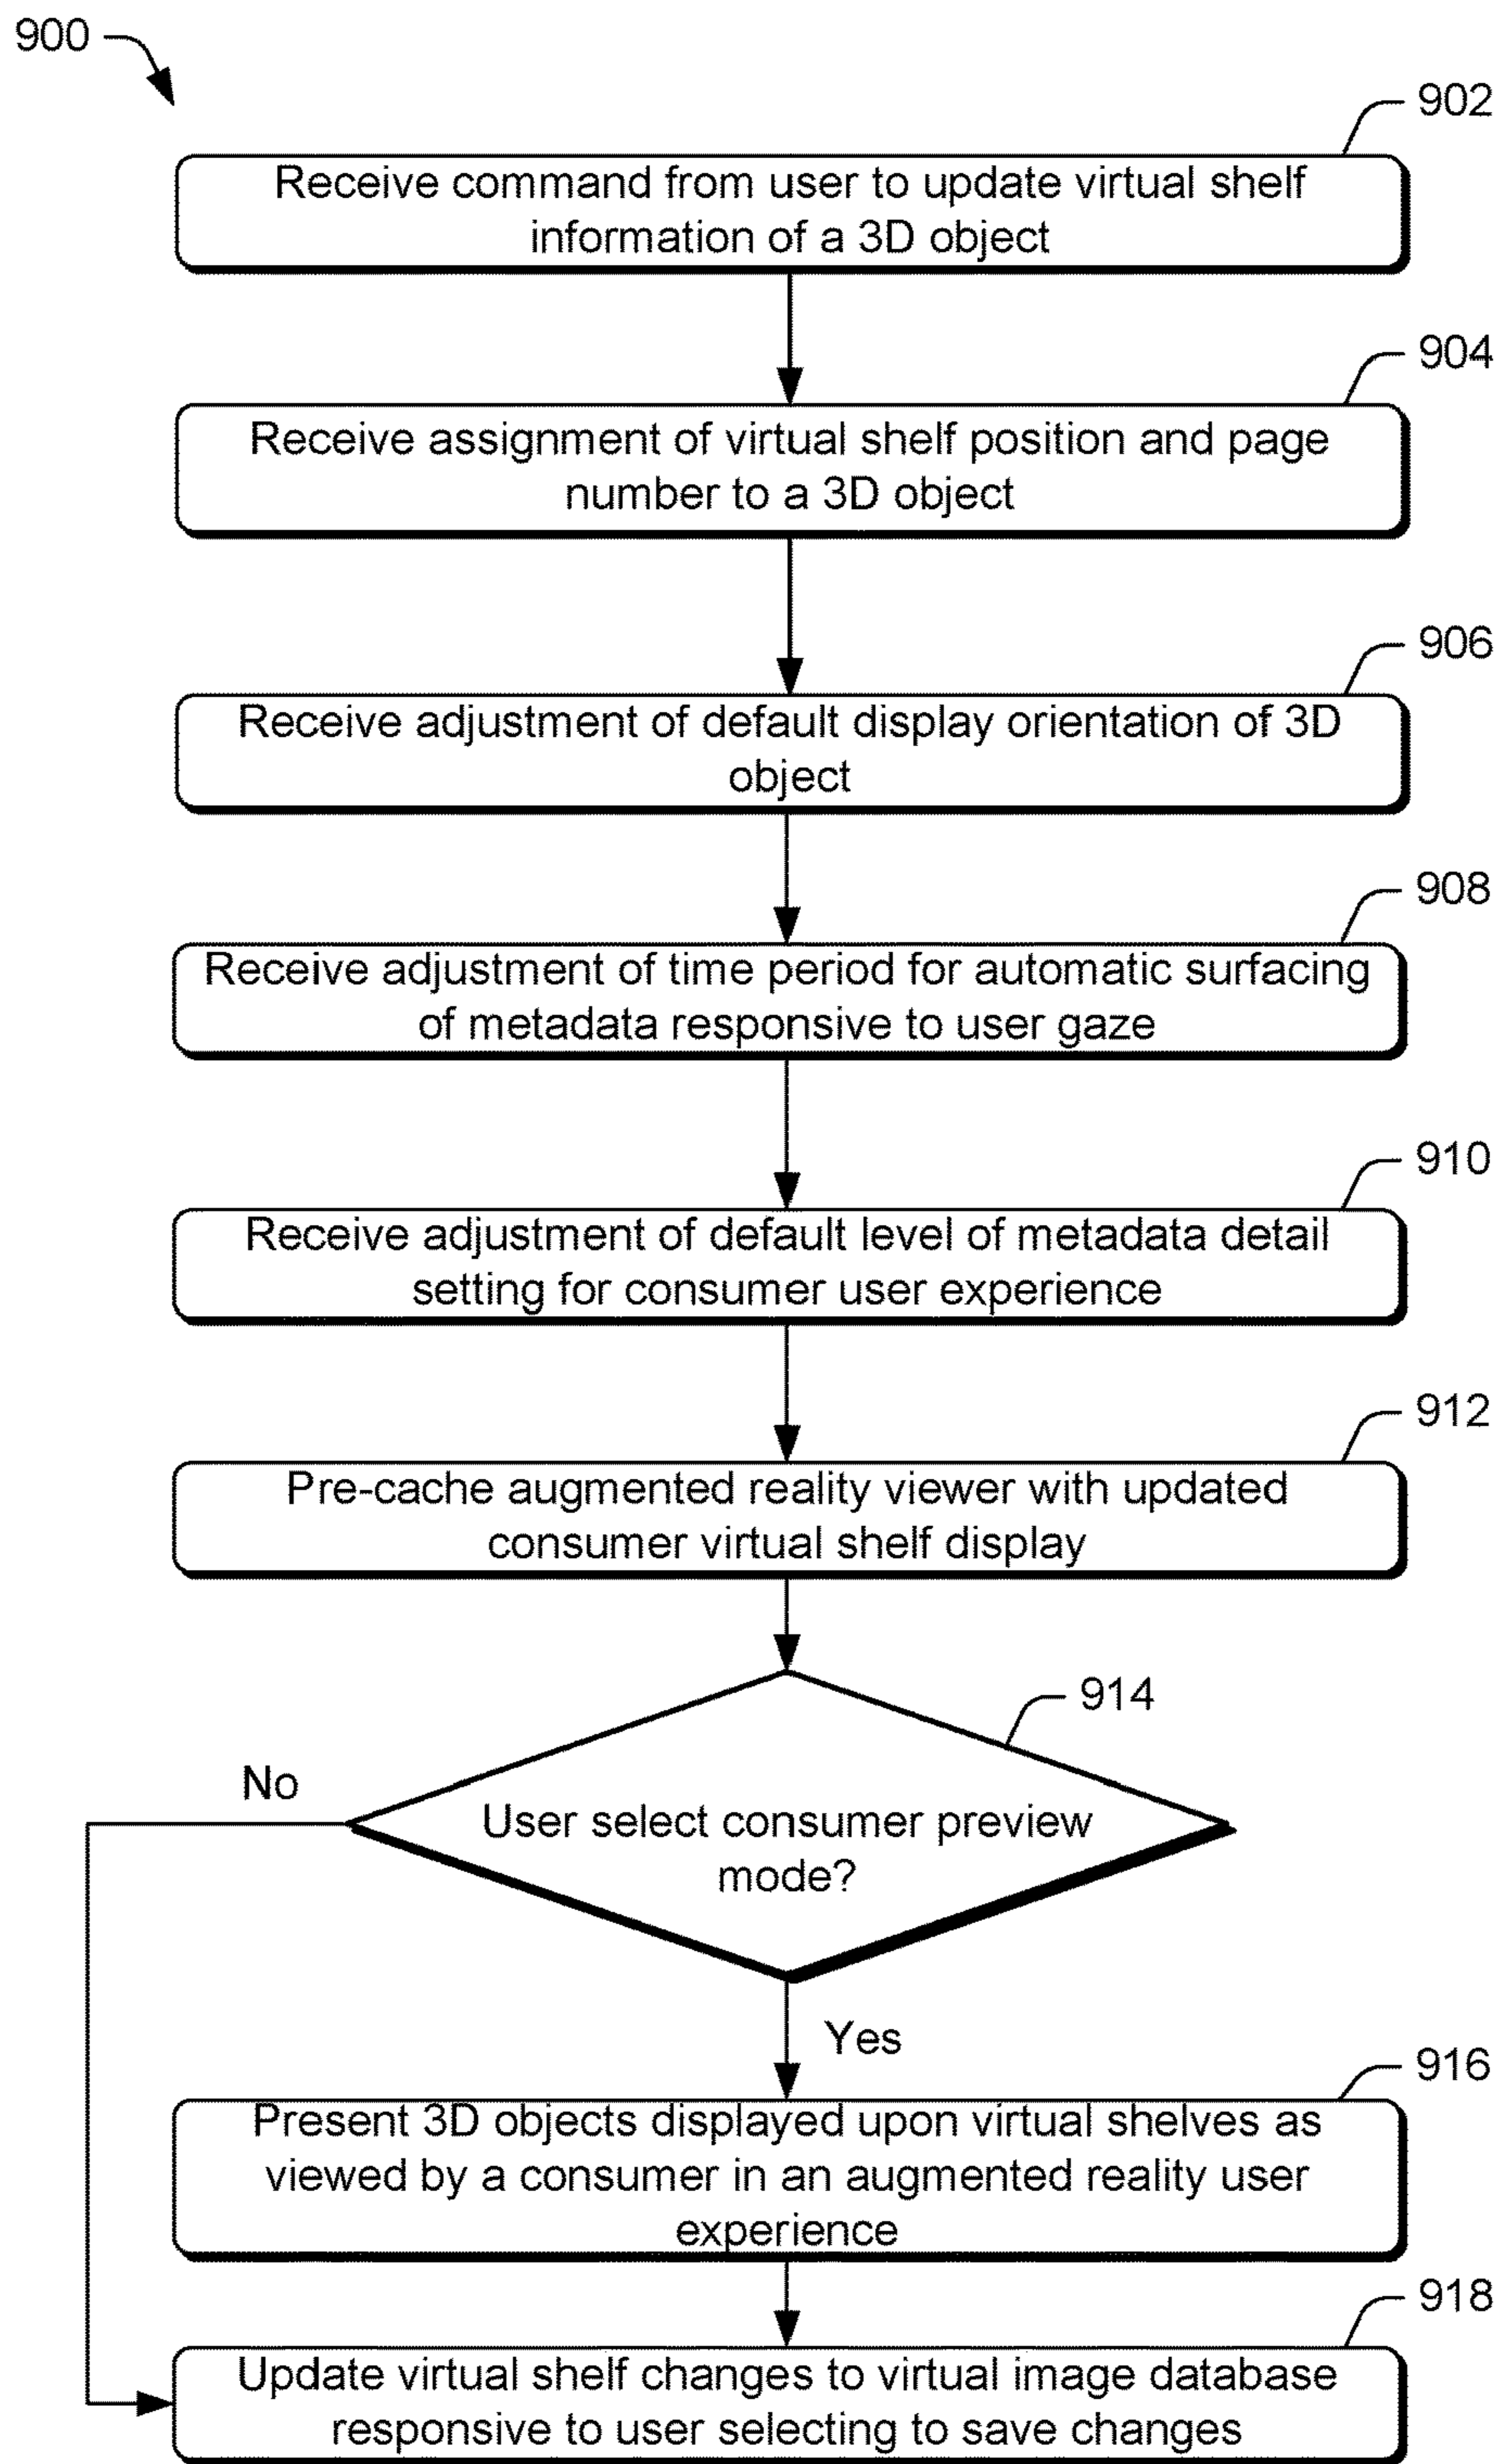 900
902
Receive command from user to update virtual shelf
information of a 3D object
904
Receive assignment of virtual shelf position and page
number to a 3D object
906
Receive adjustment of default display orientation of 3D
object
908
Receive adjustment of time period for automatic surfacing
of metadata responsive to user gaze
910
Receive adjustment of default level of metadata detail
setting for consumer user experience
912
Pre-cache augmented reality viewer with updated
consumer virtual shelf display
914
No
User select consumer preview
mode?
Yes
916
Present 3D objects displayed upon virtual shelves as
viewed by a consumer in an augmented reality user
experience
918
Update virtual shelf changes to virtual image database
responsive to user selecting to save changes